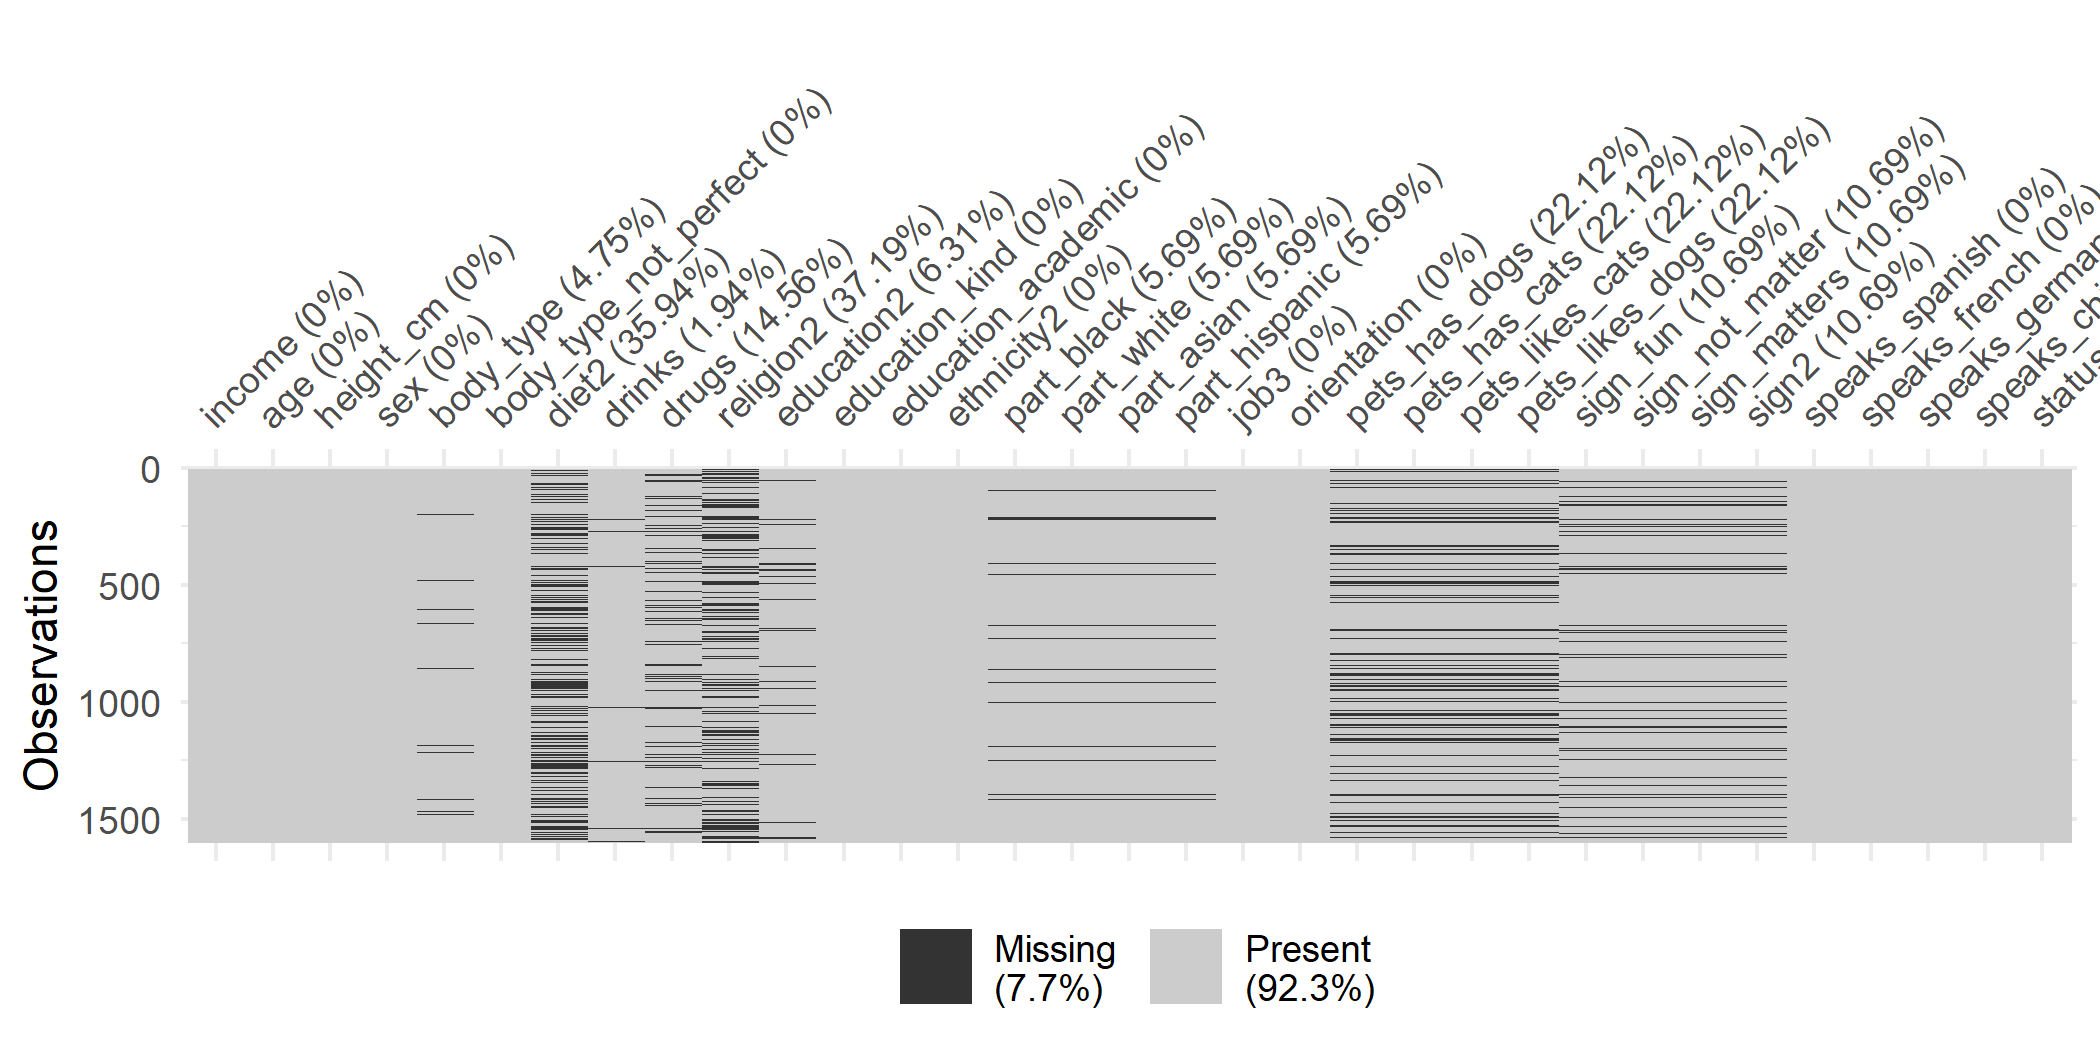 income (0%)
age (0%)
height_cm (0%)
sex (0%)
body_type (4.75%)
body_type_not_perfect (0%)
diet2 (35.94%)
drinks (1.94%)
drugs (14.56%)
religion2 (37.19%)
education2 (6.31%)
education_kind (0%)
education_academic (0%)
ethnicity2 (0%)
part_black (5.69%)
part_white (5.69%)
part_asian (5.69%)
part_hispanic (5.69%)
job3 (0%)
orientation (0%)
pets_has_dogs (22.12%)
pets_has_cats (22.12%)
pets_likes_cats (22.12%)
pets_likes_dogs (22.12%)
sign_fun (10.69%)
sign_not_matter (10.69%)
sign_matters (10.69%)
sign2 (10.69%)
speaks_spanish (0%)
speaks_french (0%)
speaks_german
speaks_chi
status
Observations
0
500
1000
1500
Missing
(7.7%)
Present
(92.3%)